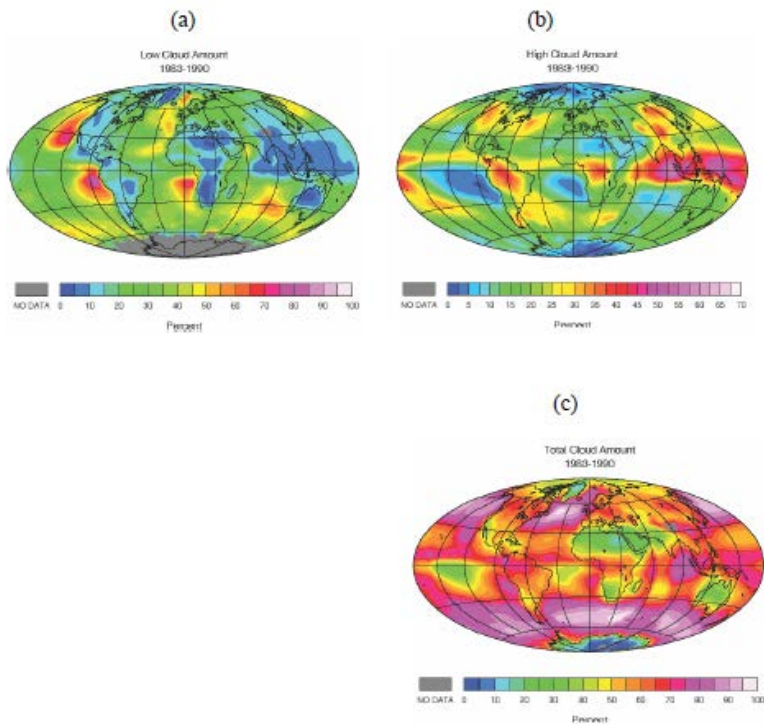 (a)
Low Cloud Amount
1983-1990
NO DATA 0 10 20 30 40 50 60 70 80 90 100
Percent
(b)
High Cloud Amount
1983-1990
NO DATA 0 5 10 15 20 25 30 35 40 45 50 55 60 65 70
Percent
(c)
Total Cloud Amount
1983-1990
NO DATA 0 10 20 30 40 50 60 70 80 90 100
Percent